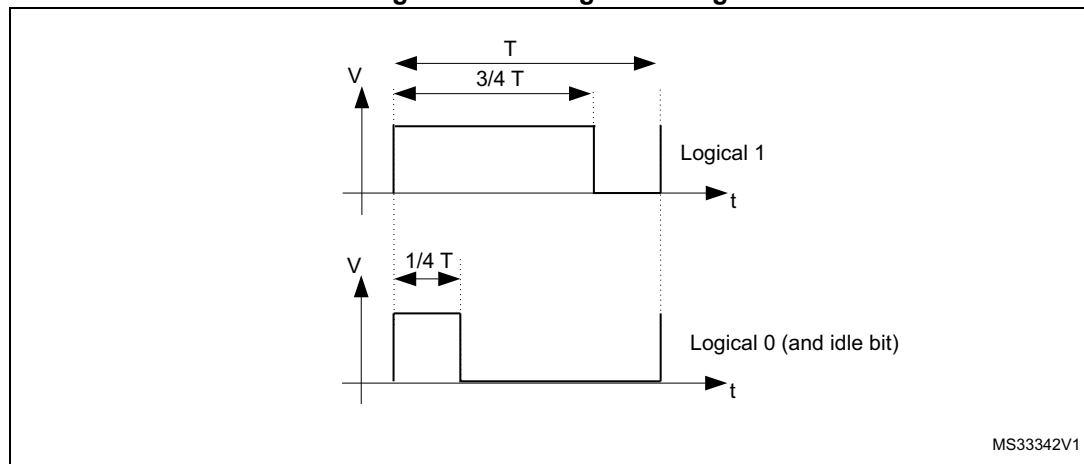 T
V
3/4 T
Logical 1
t
V
1/4 T
Logical 0 (and idle bit)
t
MS33342V1